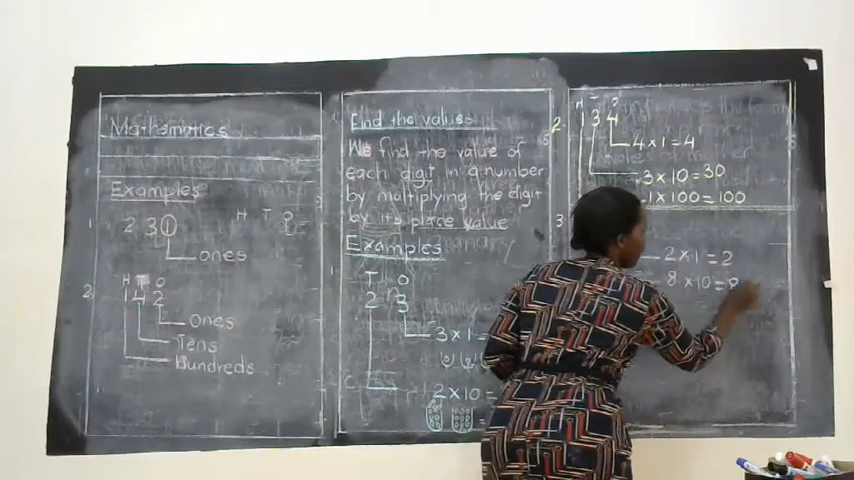 Mathematics
Examples
1 230
H T O
Ones
H T O
2 142
Ones
Tens
Hundreds
Find the values
We find the value of
each digit in a number
by multiplying the digit
by its place value
Examples
T O
2 3
3 x 1 =
2 x 10 =
H T O
2. 134
4 x 1 = 4
3 x 10 = 30
1 x 100 = 100
3
2 x 1 = 2
8 x 10 = 8